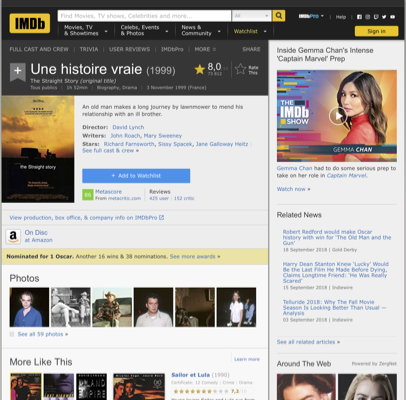 IMDb
Find Movies, TV shows, Celebrities and more...
All
IMDbPro
Help
Movies, TV & Showtimes
Celebs, Events & Photos
News & Community
Watchlist
Sign in
FULL CAST AND CREW | TRIVIA | USER REVIEWS | IMDbPro | MORE
SHARE
Une histoire vraie (1999)
The Straight Story (original title)
Tous publics | 1h 52min | Biography, Drama | 3 November 1999 (France)
8,0
Rate This
the Straight story
An old man makes a long journey by lawnmower to mend his relationship with an ill brother.
Director: David Lynch
Writers: John Roach, Mary Sweeney
Stars: Richard Farnsworth, Sissy Spacek, Jane Galloway Heitz
See full cast & crew »
+ Add to Watchlist
Metascore
From metacritic.com
Reviews
425 user | 152 critic
View production, box office, & company info on IMDbPro
a
On Disc
at Amazon
Nominated for 1 Oscar. Another 16 wins & 38 nominations. See more awards »
Photos
See all 59 photos »
More Like This
Learn more
Sailor et Lula (1990)
Certificate: 12 Comedy | Crime | Drama
Inside Gemma Chan's Intense 'Captain Marvel' Prep
THE IMDb SHOW
GEMMA CHAN
Gemma Chan had to do some serious prep to take on her role in Captain Marvel.
Watch now »
Related News
Robert Redford would Make Oscar history with win for 'The Old Man and the Gun'
18 September 2018 | Gold Derby
Harry Dean Stanton Knew 'Lucky' Would Be the Last Film He Made Before Dying, Claims Longtime Friend: 'He Was Really Scared'
15 September 2018 | Indiewire
Telluride 2018: Why The Fall Movie Season Is Looking Better Than Usual — Analysis
03 September 2018 | Indiewire
See all related articles »
Around The Web
Powered by ZergNet